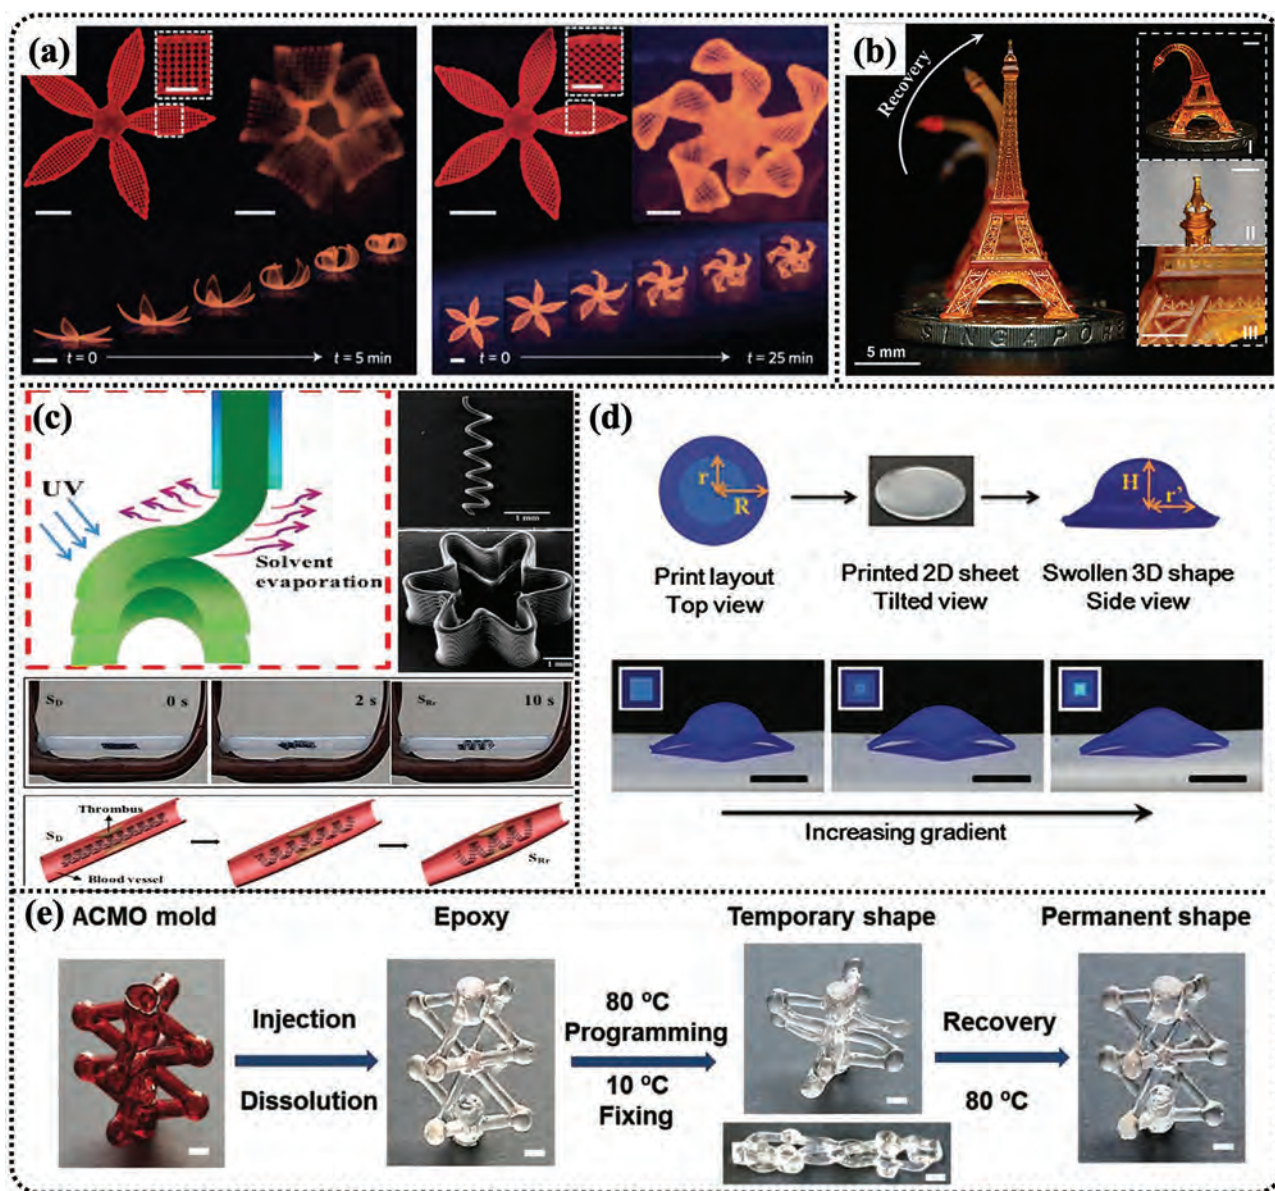 (a)
t = 0
t = 5 min
t = 0
t = 25 min
(b)
Recovery
SINGAPOR
5 mm
I
II
III
(c)
UV
Solvent
evaporation
1 mm
1 mm
S_D
0 s
2 s
S_Rr
10 s
Thrombus
S_D
Blood vessel
S_Rr
(d)
r
R
H
r'
Print layout
Top view
Printed 2D sheet
Tilted view
Swollen 3D shape
Side view
Increasing gradient
(e)
ACMO mold
Injection
Dissolution
Epoxy
80 °C
Programming
10 °C
Fixing
Temporary shape
Recovery
80 °C
Permanent shape